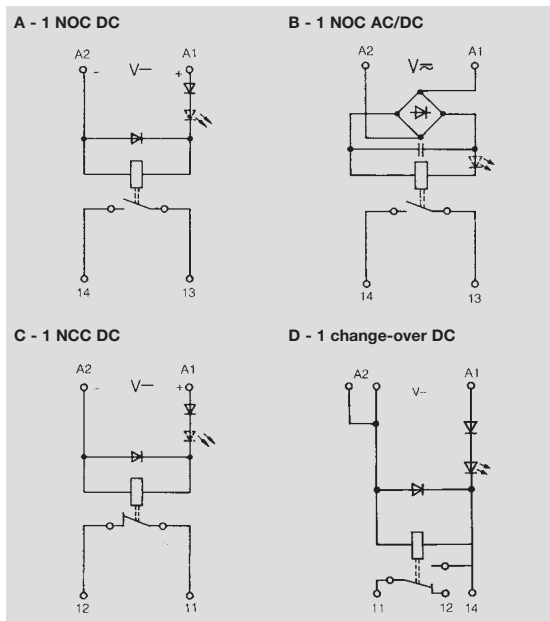 A - 1 NOC DC
B - 1 NOC AC/DC
A2 - V A1 +
A2 V A1
14 13
14 13
C - 1 NCC DC
D - 1 change-over DC
A2 - V A1 +
A2 V A1
12 11
11 12 14